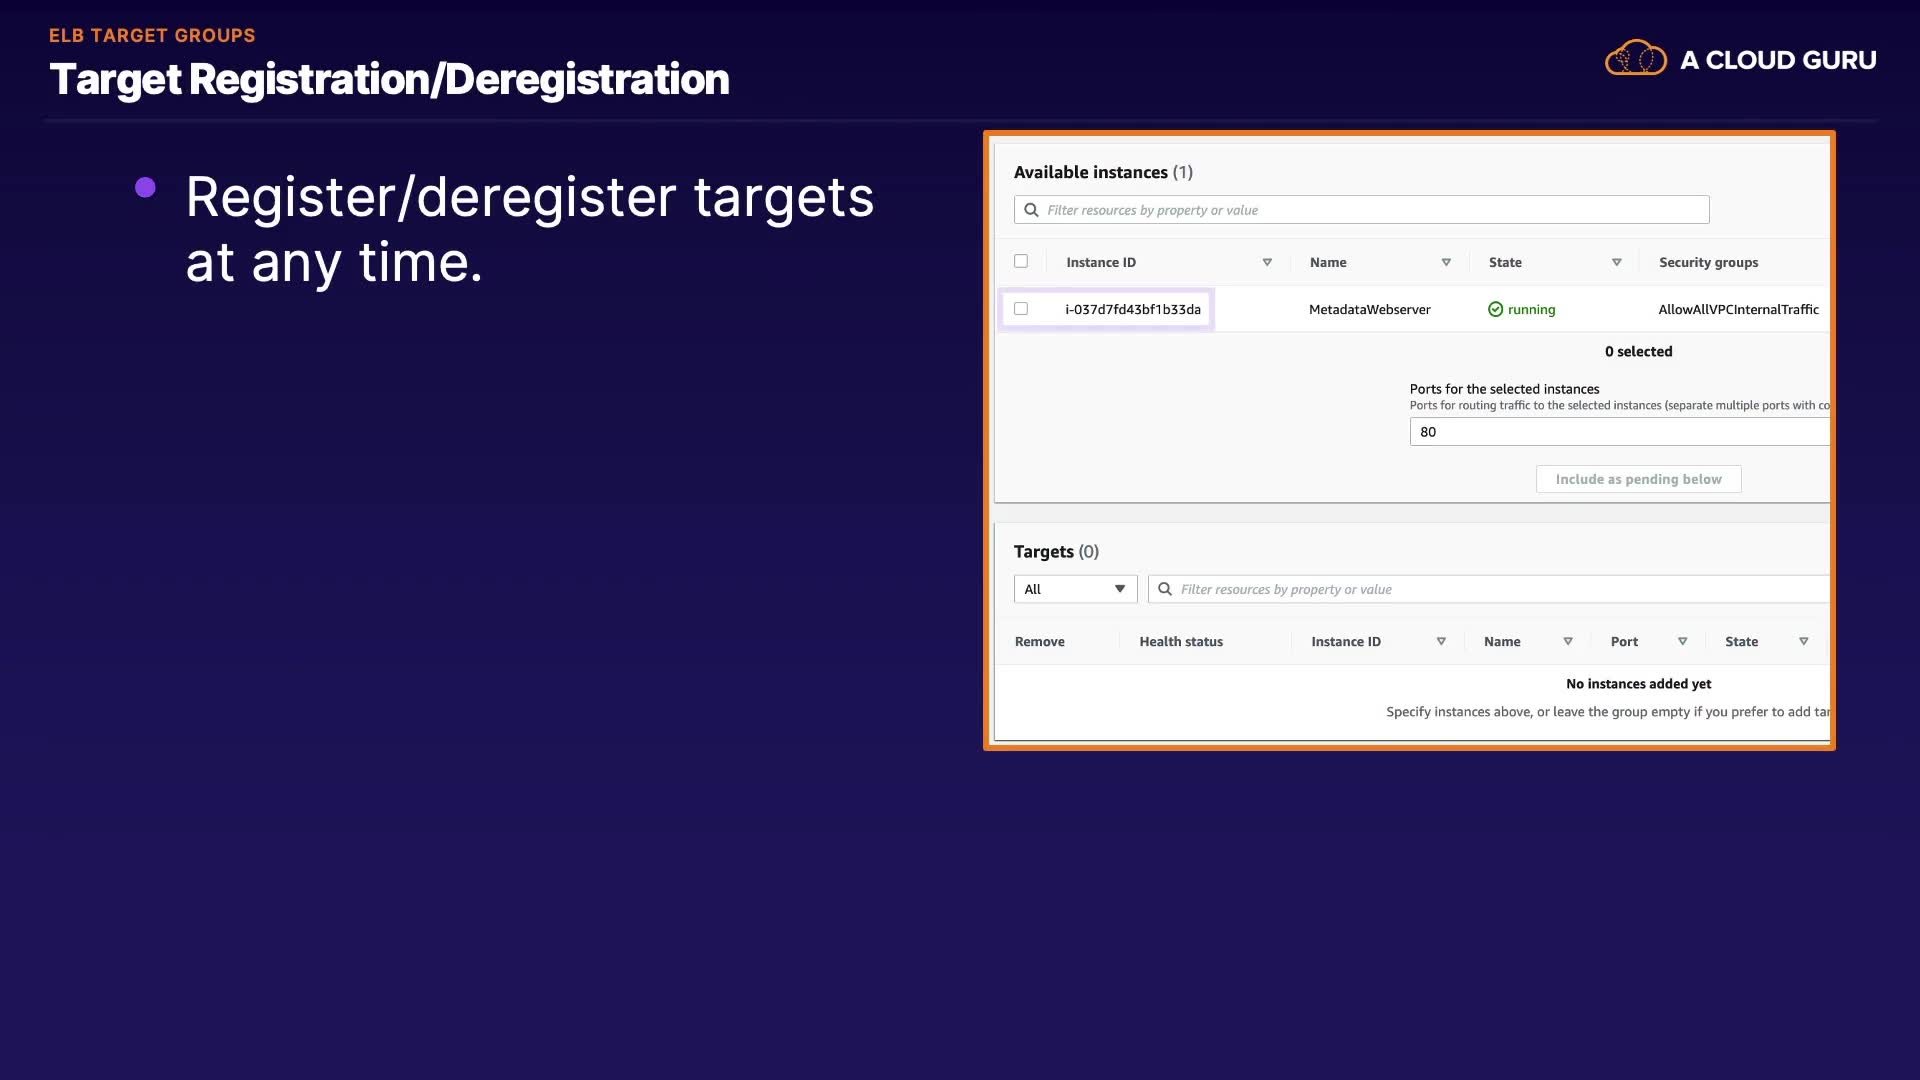 ELB TARGET GROUPS
Target Registration/Deregistration
A CLOUD GURU
Register/deregister targets
at any time.
Available instances (1)
Filter resources by property or value
Instance ID Name State Security groups
i-037d7fd43bf1b33da MetadataWebserver running AllowAllVPCInternalTraffic
0 selected
Ports for the selected instances
Ports for routing traffic to the selected instances (separate multiple ports with co
80
Include as pending below
Targets (0)
All Filter resources by property or value
Remove Health status Instance ID Name Port State
No instances added yet
Specify instances above, or leave the group empty if you prefer to add tar